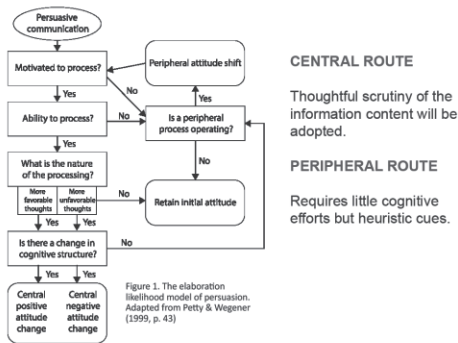 Persuasive
communication
Motivated to process?
Peripheral attitude shift
No
Yes
Yes
Ability to process?
No
Is a peripheral
process operating?
Yes
No
What is the nature
of the processing?
More
favorable
thoughts
More
unfavorable
thoughts
No
Retain initial attitude
Yes
Yes
Is there a change in
cognitive structure?
No
Yes
Yes
Central
positive
attitude
change
Central
negative
attitude
change
Figure 1. The elaboration
likelihood model of persuasion.
Adapted from Petty & Wegener
(1999, p. 43)
CENTRAL ROUTE
Thoughtful scrutiny of the
information content will be
adopted.
PERIPHERAL ROUTE
Requires little cognitive
efforts but heuristic cues.